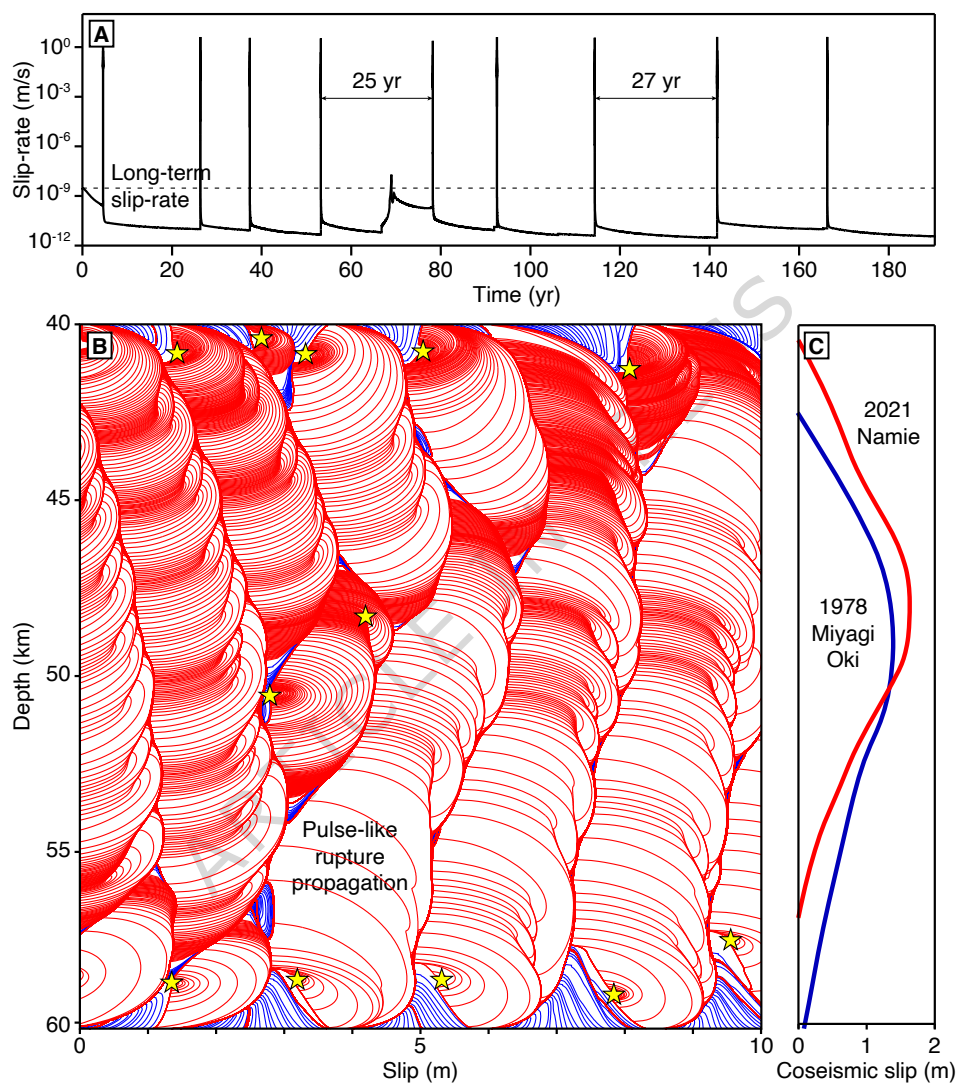 A
Slip-rate (m/s)
10⁰
10⁻³
10⁻⁶
10⁻⁹
10⁻¹²
25 yr
27 yr
Long-term
slip-rate
0
20
40
60
80
100
120
140
160
180
Time (yr)
B
Depth (km)
40
45
50
55
60
Pulse-like
rupture
propagation
0
5
10
Slip (m)
C
2021
Namie
1978
Miyagi
Oki
0
1
2
Coseismic slip (m)